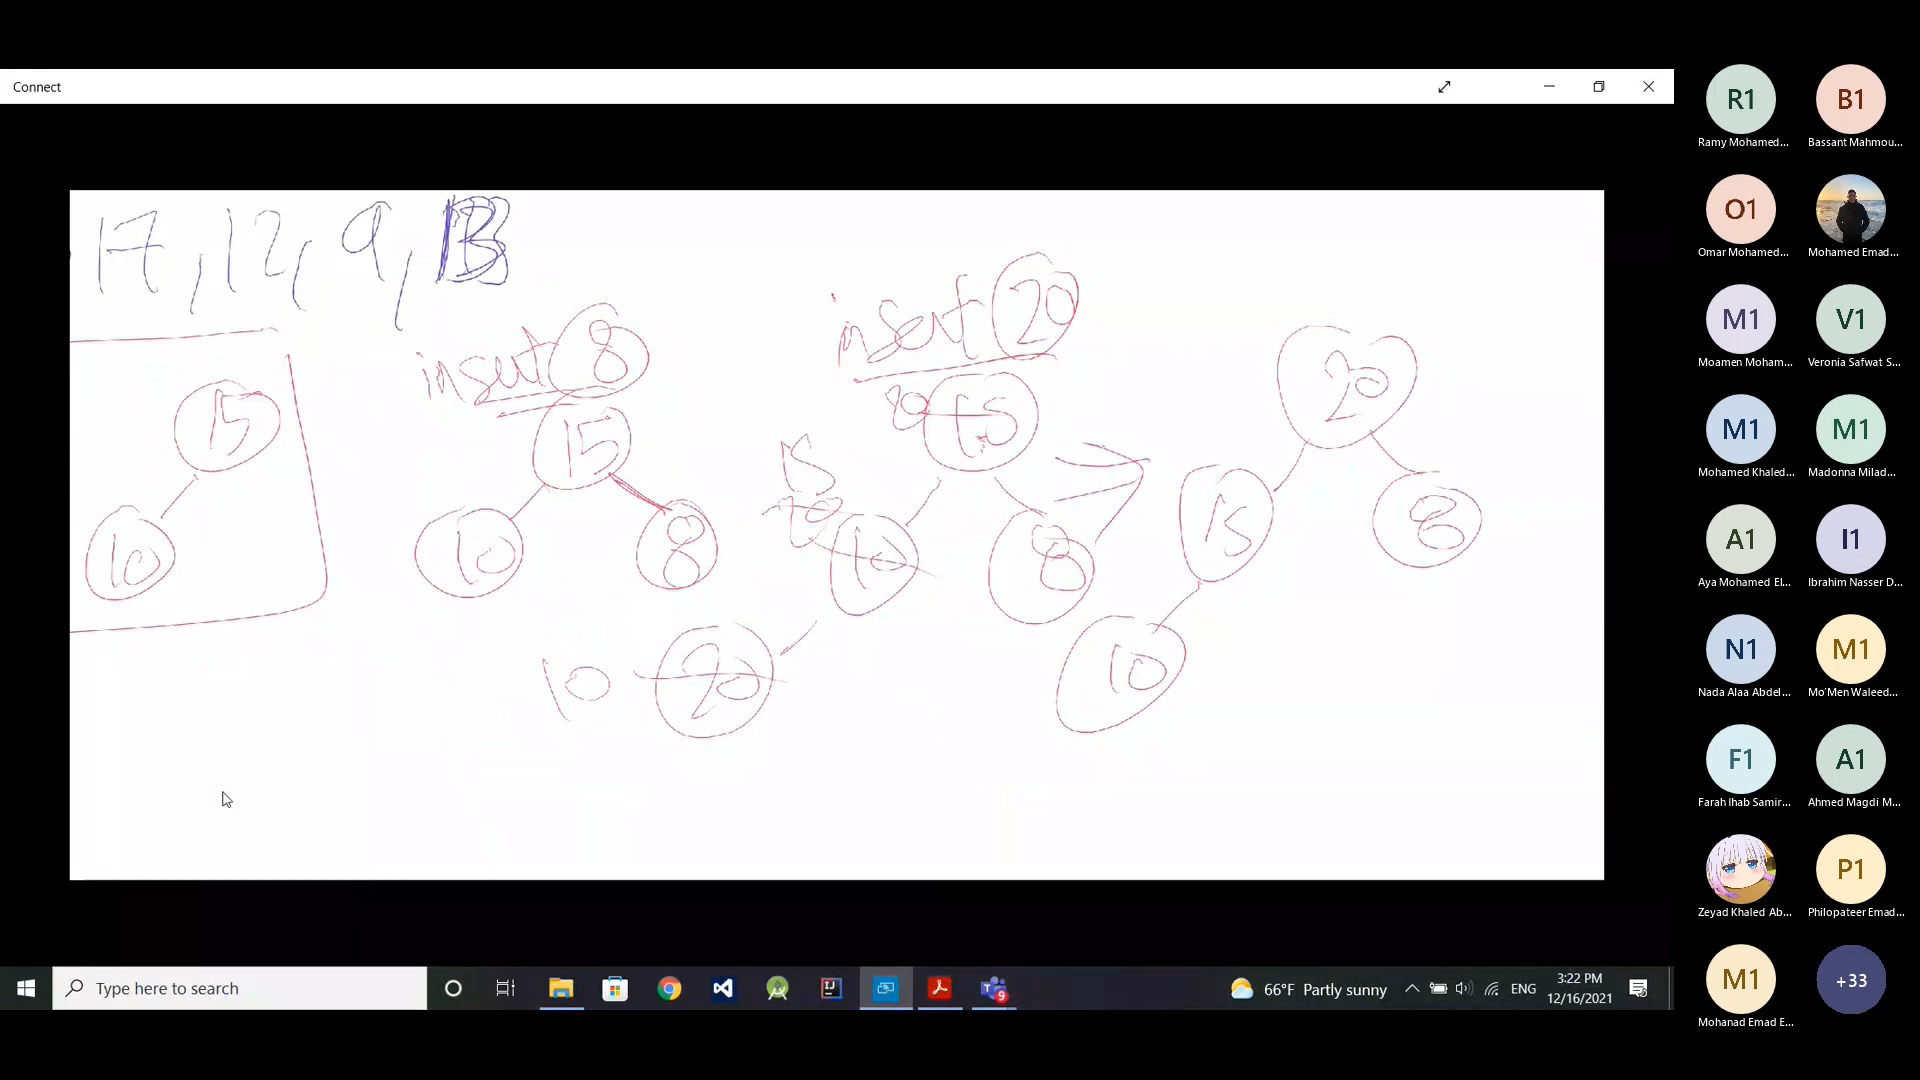 Connect
17, 12, 9, 13
insert 8
15
10
15
10 8
insert 20
20 15
15
20 10 8
10 20
20
15 8
10
R1 B1
Ramy Mohamed... Bassant Mahmou...
O1
Omar Mohamed... Mohamed Emad...
M1 V1
Moamen Moham... Veronia Safwat S...
M1 M1
Mohamed Khaled... Madonna Milad...
A1 I1
Aya Mohamed El... Ibrahim Nasser D...
N1 M1
Nada Alaa Abdel... Mo'Men Waleed...
F1 A1
Farah Ihab Samir... Ahmed Magdi M...
P1
Zeyad Khaled Ab... Philopateer Emad...
M1 +33
Mohanad Emad E...
Type here to search
9
66°F Partly sunny
ENG
3:22 PM
12/16/2021